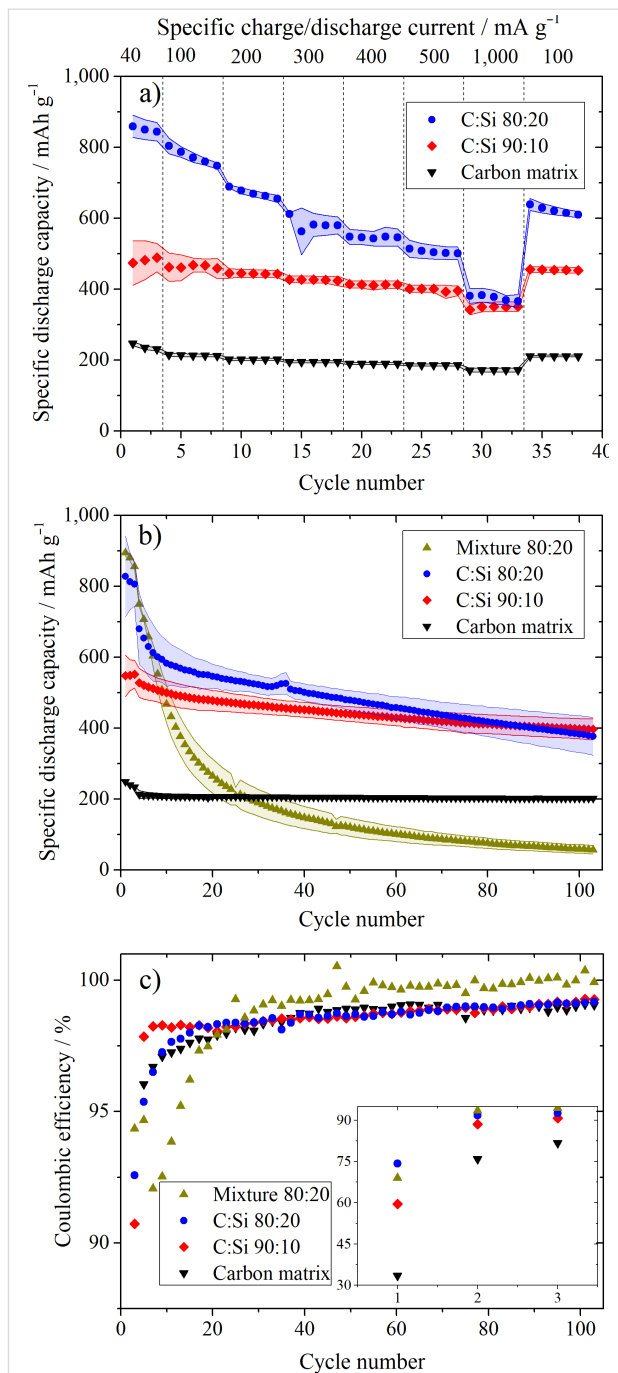 Specific charge/discharge current / mA g⁻¹
40 100 200 300 400 500 1,000 100
a)
C:Si 80:20
C:Si 90:10
Carbon matrix
1,000
800
600
400
200
0
Specific discharge capacity / mAh g⁻¹
0 5 10 15 20 25 30 35 40
Cycle number
b)
Mixture 80:20
C:Si 80:20
C:Si 90:10
Carbon matrix
1,000
800
600
400
200
0
Specific discharge capacity / mAh g⁻¹
0 20 40 60 80 100
Cycle number
c)
100
95
90
Coulombic efficiency / %
Mixture 80:20
C:Si 80:20
C:Si 90:10
Carbon matrix
90
75
60
45
30
1 2 3
0 20 40 60 80 100
Cycle number